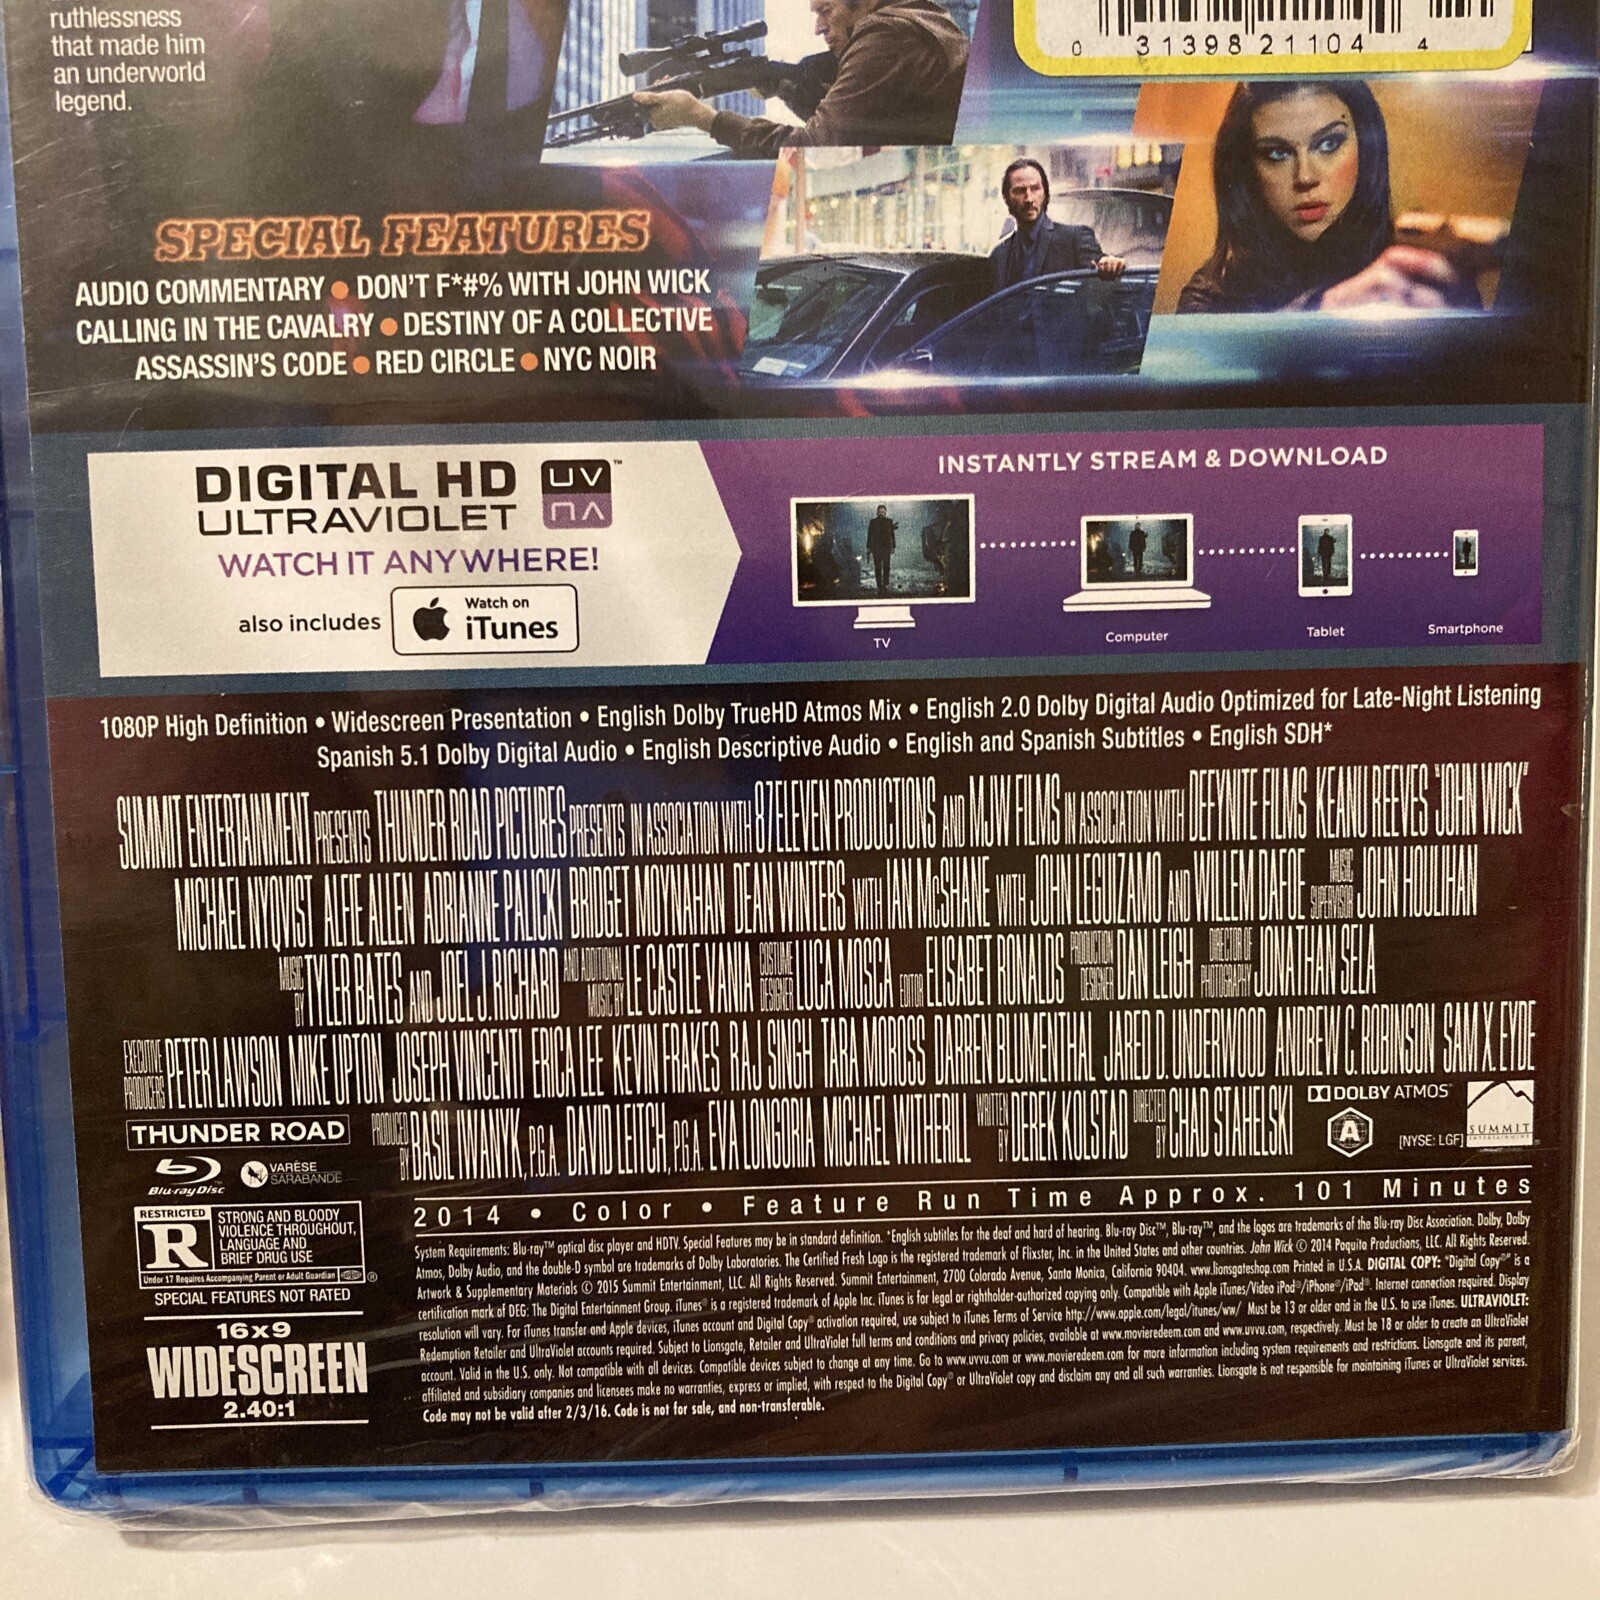 ruthlessness
that made him
an underworld
legend.
0 31398 21104 4
SPECIAL FEATURES
AUDIO COMMENTARY • DON'T F*#% WITH JOHN WICK
CALLING IN THE CAVALRY • DESTINY OF A COLLECTIVE
ASSASSIN'S CODE • RED CIRCLE • NYC NOIR
DIGITAL HD
ULTRAVIOLET
UV™
WATCH IT ANYWHERE!
also includes
Watch on
iTunes
INSTANTLY STREAM & DOWNLOAD
TV
Computer
Tablet
Smartphone
1080P High Definition • Widescreen Presentation • English Dolby TrueHD Atmos Mix • English 2.0 Dolby Digital Audio Optimized for Late-Night Listening
Spanish 5.1 Dolby Digital Audio • English Descriptive Audio • English and Spanish Subtitles • English SDH*
SUMMIT ENTERTAINMENT PRESENTS THUNDER ROAD PICTURES PRESENTS IN ASSOCIATION WITH 87ELEVEN PRODUCTIONS AND MJW FILMS IN ASSOCIATION WITH DEFYNITE FILMS KEANU REEVES "JOHN WICK"
MICHAEL NYQVIST ALFIE ALLEN ADRIANNE PALICKI BRIDGET MOYNAHAN DEAN WINTERS WITH IAN McSHANE WITH JOHN LEGUIZAMO AND WILLEM DAFOE MUSIC SUPERVISOR JOHN HOULIHAN
MUSIC BY TYLER BATES AND JOEL J. RICHARD AND ADDITIONAL MUSIC BY LE CASTLE VANIA COSTUME DESIGNER LUCA MOSCA EDITOR ELISABET RONALDS PRODUCTION DESIGNER DAN LEIGH DIRECTOR OF PHOTOGRAPHY JONATHAN SELA
EXECUTIVE PRODUCERS PETER LAWSON MIKE UPTON JOSEPH VINCENTI ERICA LEE KEVIN FRAKES RAJ SINGH TARA MOROSS DARREN BLUMENTHAL JARED D. UNDERWOOD ANDREW C. ROBINSON SAM X. EYDE
PRODUCED BY BASIL IWANYK, P.G.A. DAVID LEITCH, P.G.A. EVA LONGORIA MICHAEL WITHERILL WRITTEN BY DEREK KOLSTAD DIRECTED BY CHAD STAHELSKI
THUNDER ROAD
DOLBY ATMOS
A
[NYSE: LGF]
SUMMIT
ENTERTAINMENT
Blu-ray Disc™
VARÈSE
SARABANDE
2014 • Color • Feature Run Time Approx. 101 Minutes
RESTRICTED
R
STRONG AND BLOODY
VIOLENCE THROUGHOUT,
LANGUAGE AND
BRIEF DRUG USE
Under 17 Requires Accompanying Parent or Adult Guardian ®
SPECIAL FEATURES NOT RATED
16x9
WIDESCREEN
2.40:1
System Requirements: Blu-ray™ optical disc player and HDTV. Special Features may be in standard definition. *English subtitles for the deaf and hard of hearing. Blu-ray Disc™, Blu-ray™, and the logos are trademarks of the Blu-ray Disc Association. Dolby, Dolby
Atmos, Dolby Audio, and the double-D symbol are trademarks of Dolby Laboratories. The Certified Fresh Logo is the registered trademark of Flixster, Inc. in the United States and other countries. John Wick © 2014 Paquito Productions, LLC. All Rights Reserved.
Artwork & Supplementary Materials © 2015 Summit Entertainment, LLC. All Rights Reserved. Summit Entertainment, 2700 Colorado Avenue, Santa Monica, California 90404. www.lionsgateshop.com Printed in U.S.A. DIGITAL COPY: "Digital Copy®" is a
certification mark of DEG: The Digital Entertainment Group. iTunes® is a registered trademark of Apple Inc. iTunes is for legal or rightholder-authorized copying only. Compatible with Apple iTunes/Video iPod®/iPhone®/iPad®. Internet connection required. Display
resolution will vary. For iTunes transfer and Apple devices, iTunes account and Digital Copy® activation required, use subject to iTunes Terms of Service http://www.apple.com/legal/itunes/ww/ Must be 13 or older and in the U.S. to use iTunes. ULTRAVIOLET:
Redemption Retailer and UltraViolet accounts required. Subject to Lionsgate, Retailer and UltraViolet full terms and conditions and privacy policies, available at www.movieredeem.com and www.uvvu.com, respectively. Must be 18 or older to create an UltraViolet
account. Valid in the U.S. only. Not compatible with all devices. Compatible devices subject to change at any time. Go to www.uvvu.com or www.movieredeem.com for more information including system requirements and restrictions. Lionsgate and its parent,
affiliated and subsidiary companies and licensees make no warranties, express or implied, with respect to the Digital Copy® or UltraViolet copy and disclaim any and all such warranties. Lionsgate is not responsible for maintaining iTunes or UltraViolet services.
Code may not be valid after 2/3/16. Code is not for sale, and non-transferable.